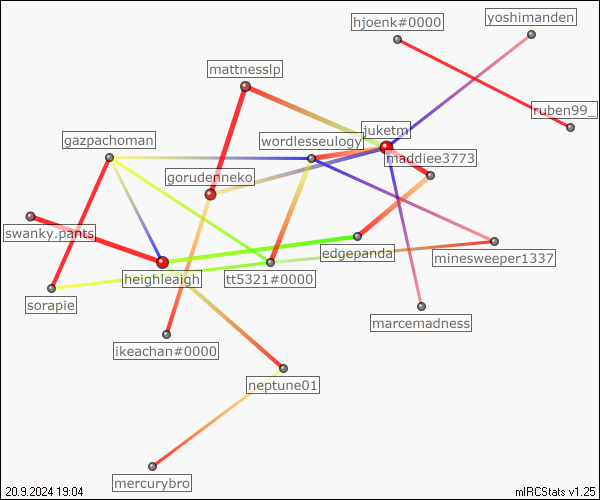 hjoenk#0000
yoshimanden
mattnesslp
ruben99_
juketm
gazpachoman
wordlesseulogy
maddiee3773
gorudenneko
swanky.pants
edgepanda
minesweeper1337
heighleaigh
tt5321#0000
sorapie
marcemadness
ikeachan#0000
neptune01
mercurybro
20.9.2024 19:04
mIRCStats v1.25